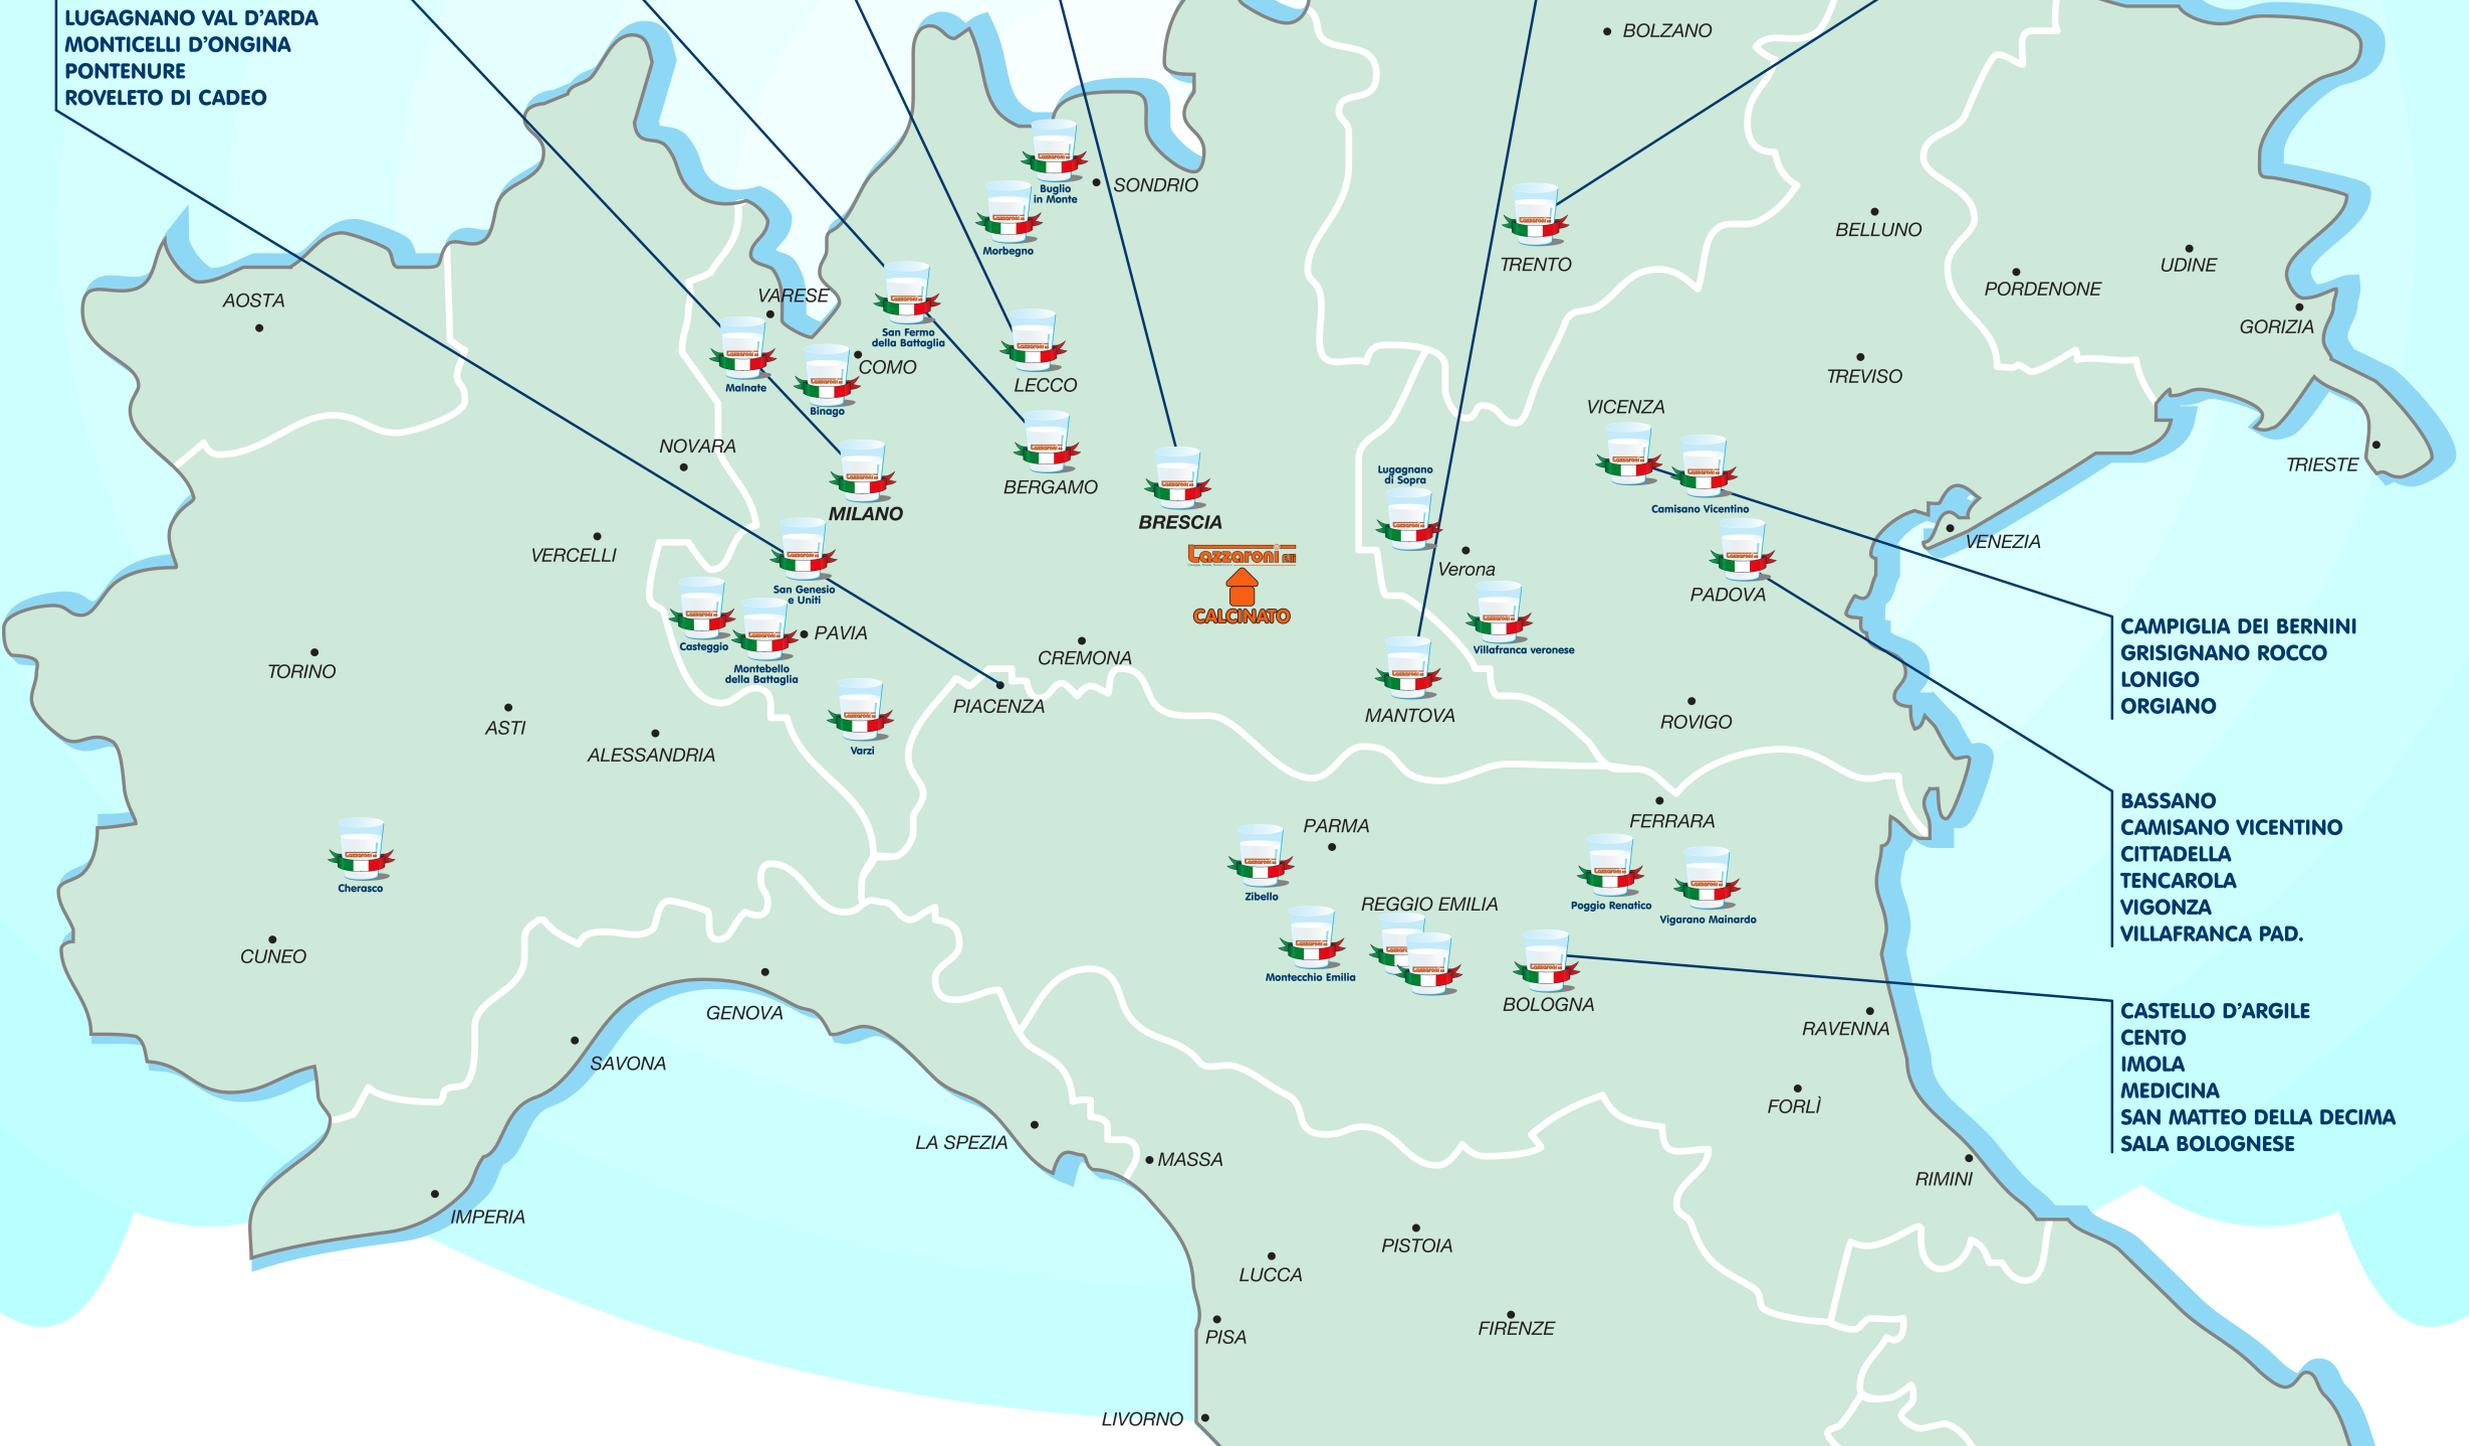 LUGAGNANO VAL D'ARDA
MONTICELLI D'ONGINA
PONTENURE
ROVELETO DI CADEO
BOLZANO
Buglio
in Monte
SONDRIO
Morbegno
TRENTO
BELLUNO
UDINE
PORDENONE
GORIZIA
AOSTA
VARESE
San Fermo
della Battaglia
COMO
LECCO
Malnate
Binago
TREVISO
VICENZA
NOVARA
BERGAMO
MILANO
BRESCIA
Lugagnano
di Sopra
Camisano Vicentino
TRIESTE
VENEZIA
VERCELLI
Lazzaroni
CALCINATO
Verona
PADOVA
San Genesio
e Uniti
Casteggio
PAVIA
Montebello
della Battaglia
CREMONA
Villafranca veronese
TORINO
PIACENZA
MANTOVA
ROVIGO
ASTI
ALESSANDRIA
Varzi
CAMPIGLIA DEI BERNINI
GRISIGNANO ROCCO
LONIGO
ORGIANO
BASSANO
CAMISANO VICENTINO
CITTADELLA
TENCAROLA
VIGONZA
VILLAFRANCA PAD.
PARMA
FERRARA
Cherasco
Zibello
REGGIO EMILIA
Poggio Renatico
Vigarano Mainardo
Montecchio Emilia
CUNEO
BOLOGNA
GENOVA
RAVENNA
CASTELLO D'ARGILE
CENTO
IMOLA
MEDICINA
SAN MATTEO DELLA DECIMA
SALA BOLOGNESE
SAVONA
FORLÌ
LA SPEZIA
MASSA
RIMINI
IMPERIA
PISTOIA
LUCCA
FIRENZE
PISA
LIVORNO